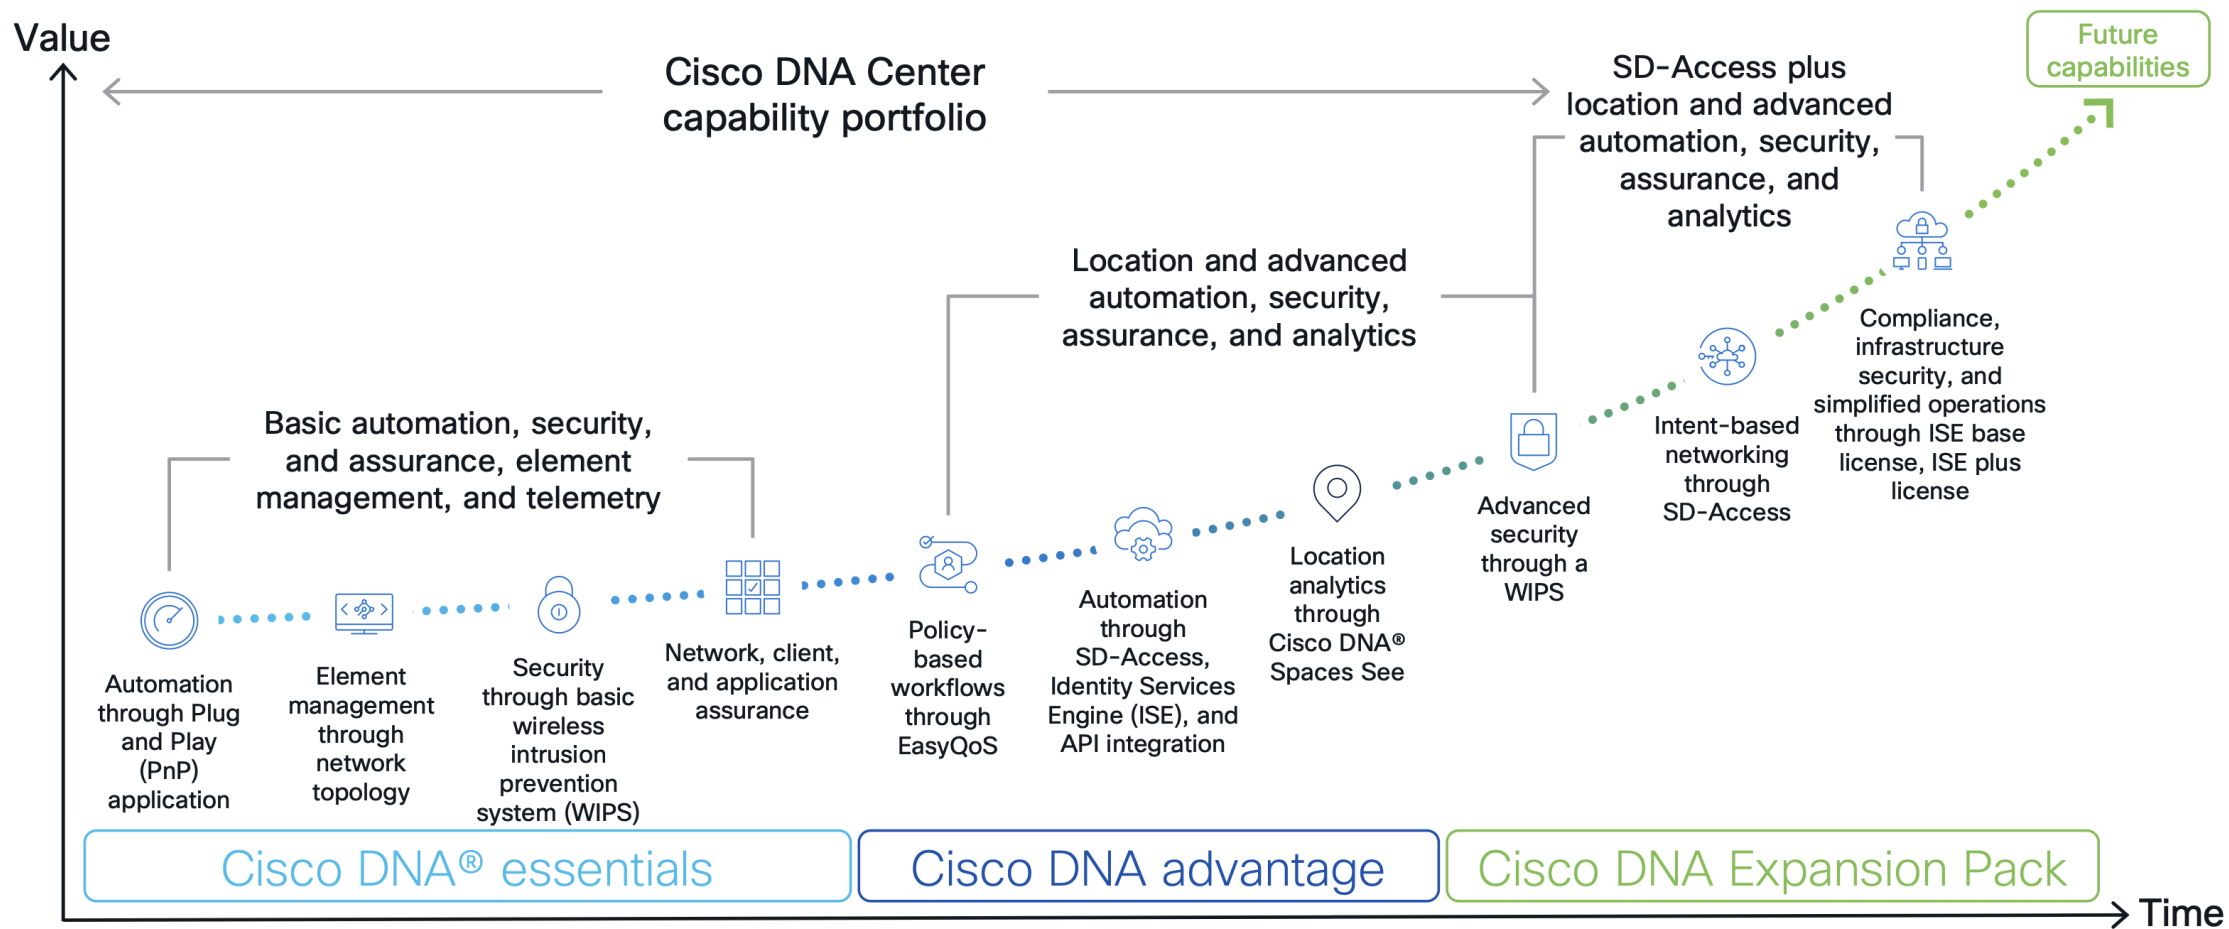 Value
Cisco DNA Center
capability portfolio
SD-Access plus
location and advanced
automation, security,
assurance, and
analytics
Future
capabilities
Location and advanced
automation, security,
assurance, and analytics
Basic automation, security,
and assurance, element
management, and telemetry
Automation
through Plug
and Play
(PnP)
application
Element
management
through
network
topology
Security
through basic
wireless
intrusion
prevention
system (WIPS)
Network, client,
and application
assurance
Policy-
based
workflows
through
EasyQoS
Automation
through
SD-Access,
Identity Services
Engine (ISE), and
API integration
Location
analytics
through
Cisco DNA®
Spaces See
Advanced
security
through a
WIPS
Intent-based
networking
through
SD-Access
Compliance,
infrastructure
security, and
simplified operations
through ISE base
license, ISE plus
license
Cisco DNA® essentials
Cisco DNA advantage
Cisco DNA Expansion Pack
Time